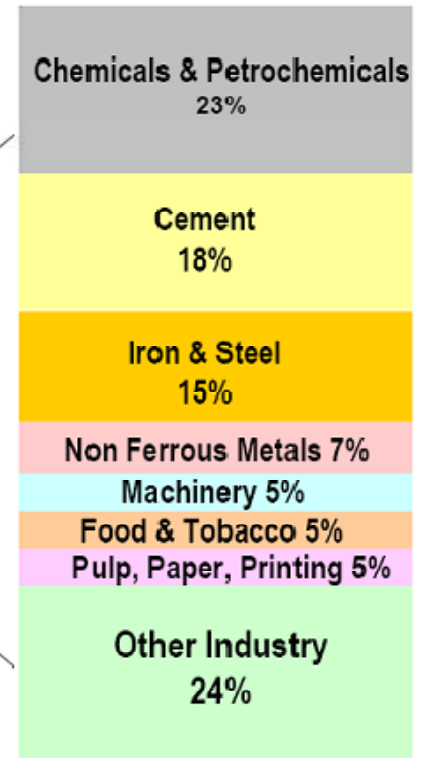 Chemicals & Petrochemicals
23%
Cement
18%
Iron & Steel
15%
Non Ferrous Metals 7%
Machinery 5%
Food & Tobacco 5%
Pulp, Paper, Printing 5%
Other Industry
24%